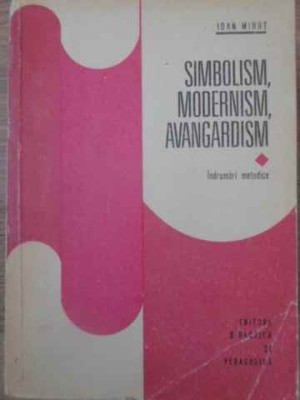 IOAN MIHUȚ
SIMBOLISM,
MODERNISM,
AVANGARDISM
Îndrumări metodice
EDITURA
DIDACTICĂ
ȘI
PEDAGOGICĂ